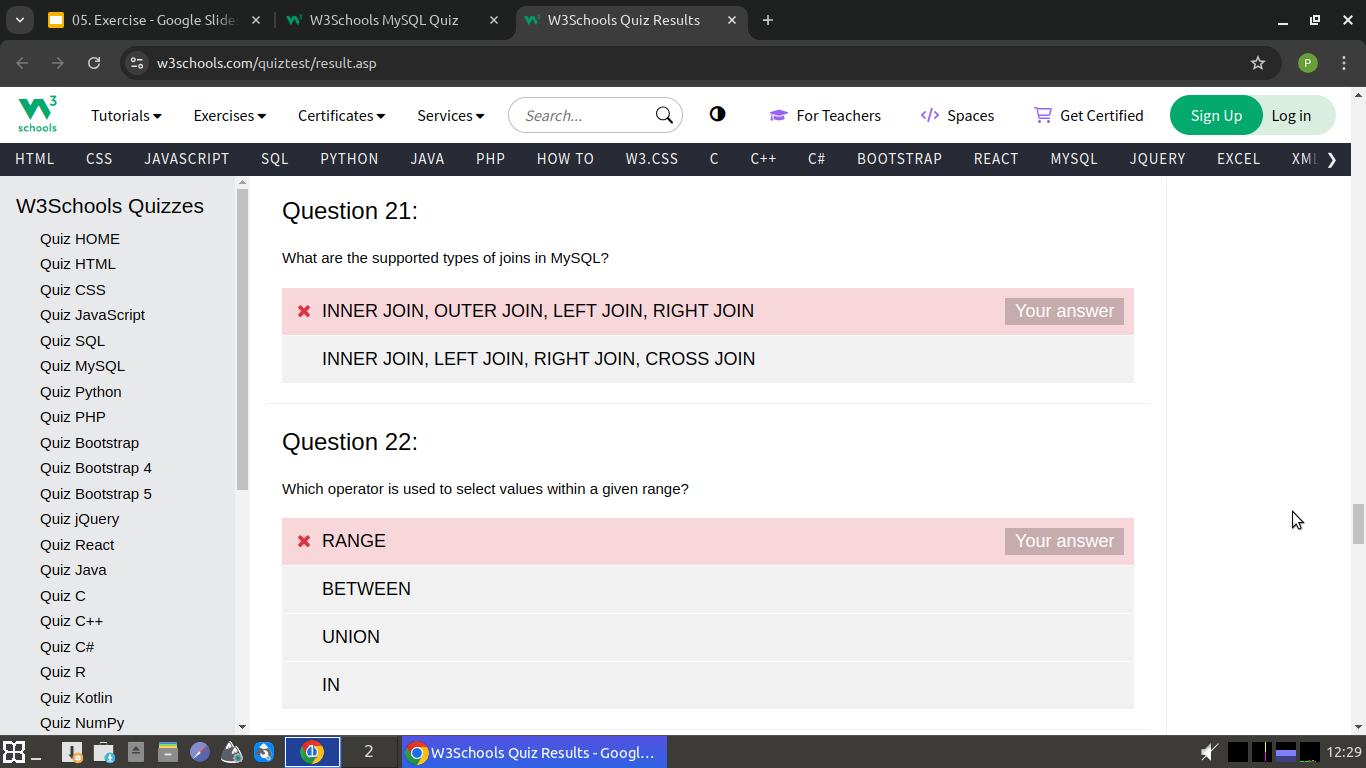 05. Exercise - Google Slide
W3Schools MySQL Quiz
W3Schools Quiz Results
w3schools.com/quiztest/result.asp
P
3
schools
Tutorials
Exercises
Certificates
Services
Search...
For Teachers
Spaces
Get Certified
Sign Up
Log in
HTML CSS JAVASCRIPT SQL PYTHON JAVA PHP HOW TO W3.CSS C C++ C# BOOTSTRAP REACT MYSQL JQUERY EXCEL XML
W3Schools Quizzes
Quiz HOME
Quiz HTML
Quiz CSS
Quiz JavaScript
Quiz SQL
Quiz MySQL
Quiz Python
Quiz PHP
Quiz Bootstrap
Quiz Bootstrap 4
Quiz Bootstrap 5
Quiz jQuery
Quiz React
Quiz Java
Quiz C
Quiz C++
Quiz C#
Quiz R
Quiz Kotlin
Quiz NumPy
Question 21:
What are the supported types of joins in MySQL?
INNER JOIN, OUTER JOIN, LEFT JOIN, RIGHT JOIN Your answer
INNER JOIN, LEFT JOIN, RIGHT JOIN, CROSS JOIN
Question 22:
Which operator is used to select values within a given range?
RANGE Your answer
BETWEEN
UNION
IN
2
W3Schools Quiz Results - Googl...
12:29